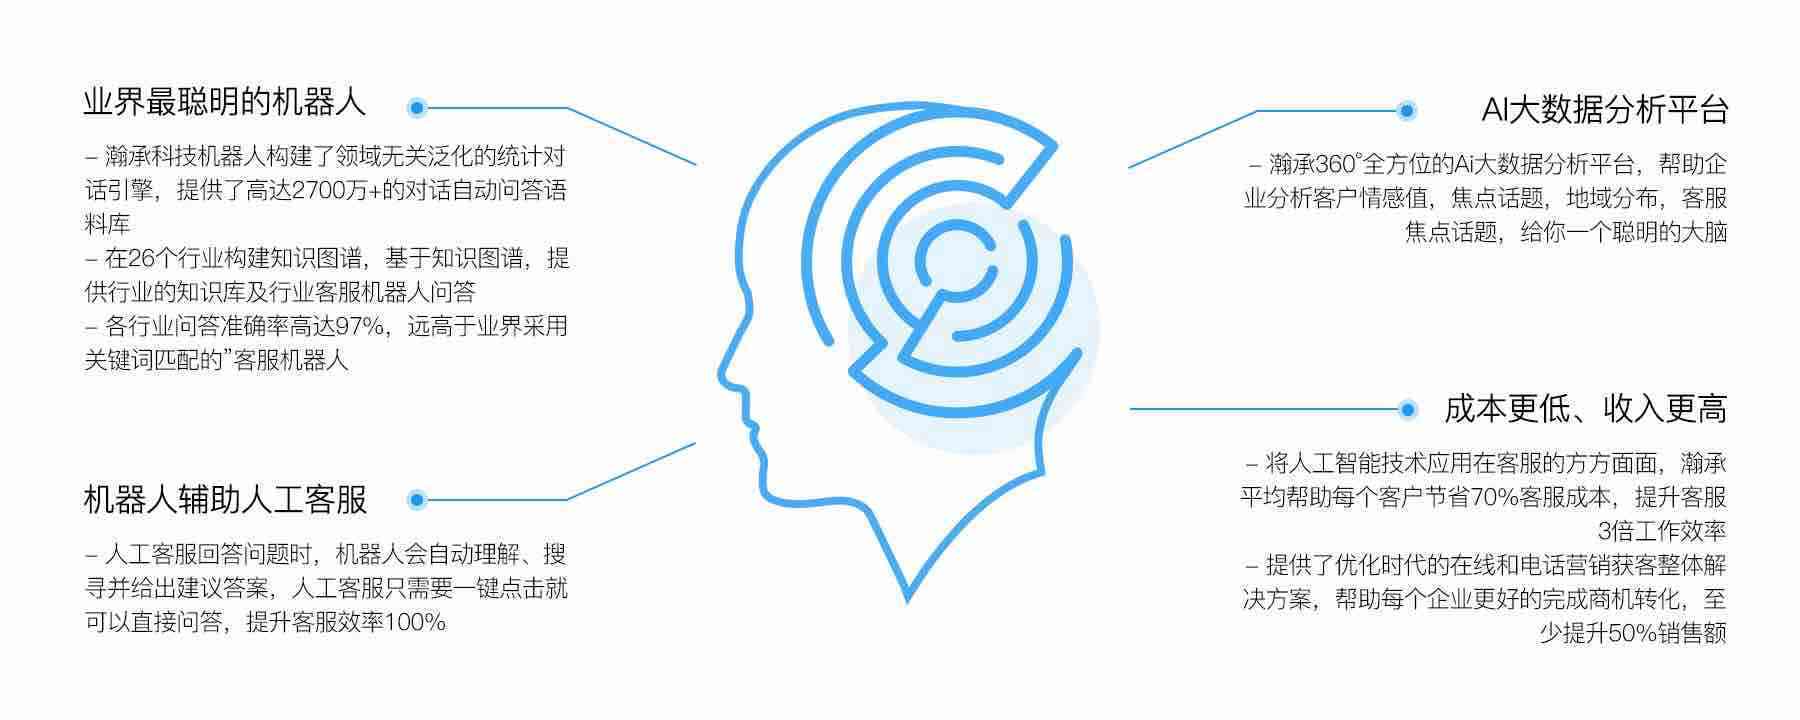 业界最聪明的机器人
– 瀚承科技机器人构建了领域无关泛化的统计对
话引擎，提供了高达2700万+的对话自动问答语
料库
– 在26个行业构建知识图谱，基于知识图谱，提
供行业的知识库及行业客服机器人问答
– 各行业问答准确率高达97%，远高于业界采用
关键词匹配的”客服机器人
机器人辅助人工客服
– 人工客服回答问题时，机器人会自动理解、搜
寻并给出建议答案，人工客服只需要一键点击就
可以直接问答，提升客服效率100%
AI大数据分析平台
– 瀚承360°全方位的Ai大数据分析平台，帮助企
业分析客户情感值，焦点话题，地域分布，客服
焦点话题，给你一个聪明的大脑
成本更低、收入更高
– 将人工智能技术应用在客服的方方面面，瀚承
平均帮助每个客户节省70%客服成本，提升客服
3倍工作效率
– 提供了优化时代的在线和电话营销获客整体解
决方案，帮助每个企业更好的完成商机转化，至
少提升50%销售额